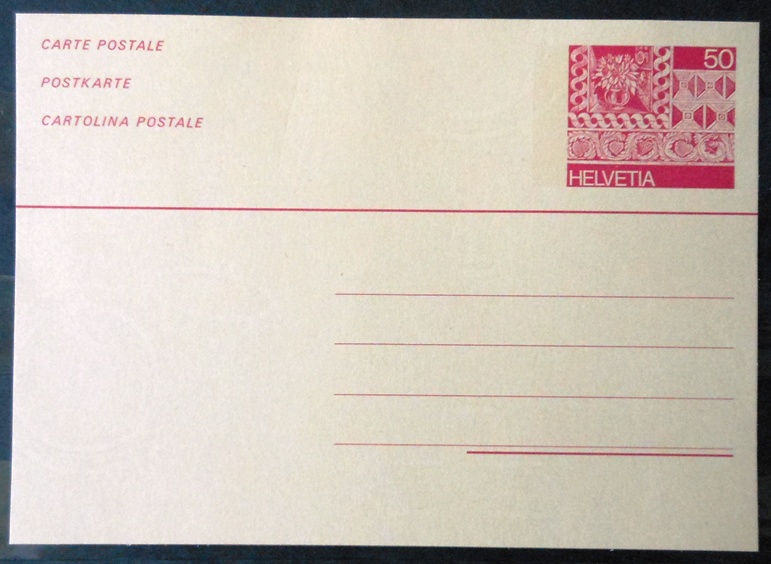 CARTE POSTALE
POSTKARTE
CARTOLINA POSTALE
50
HELVETIA